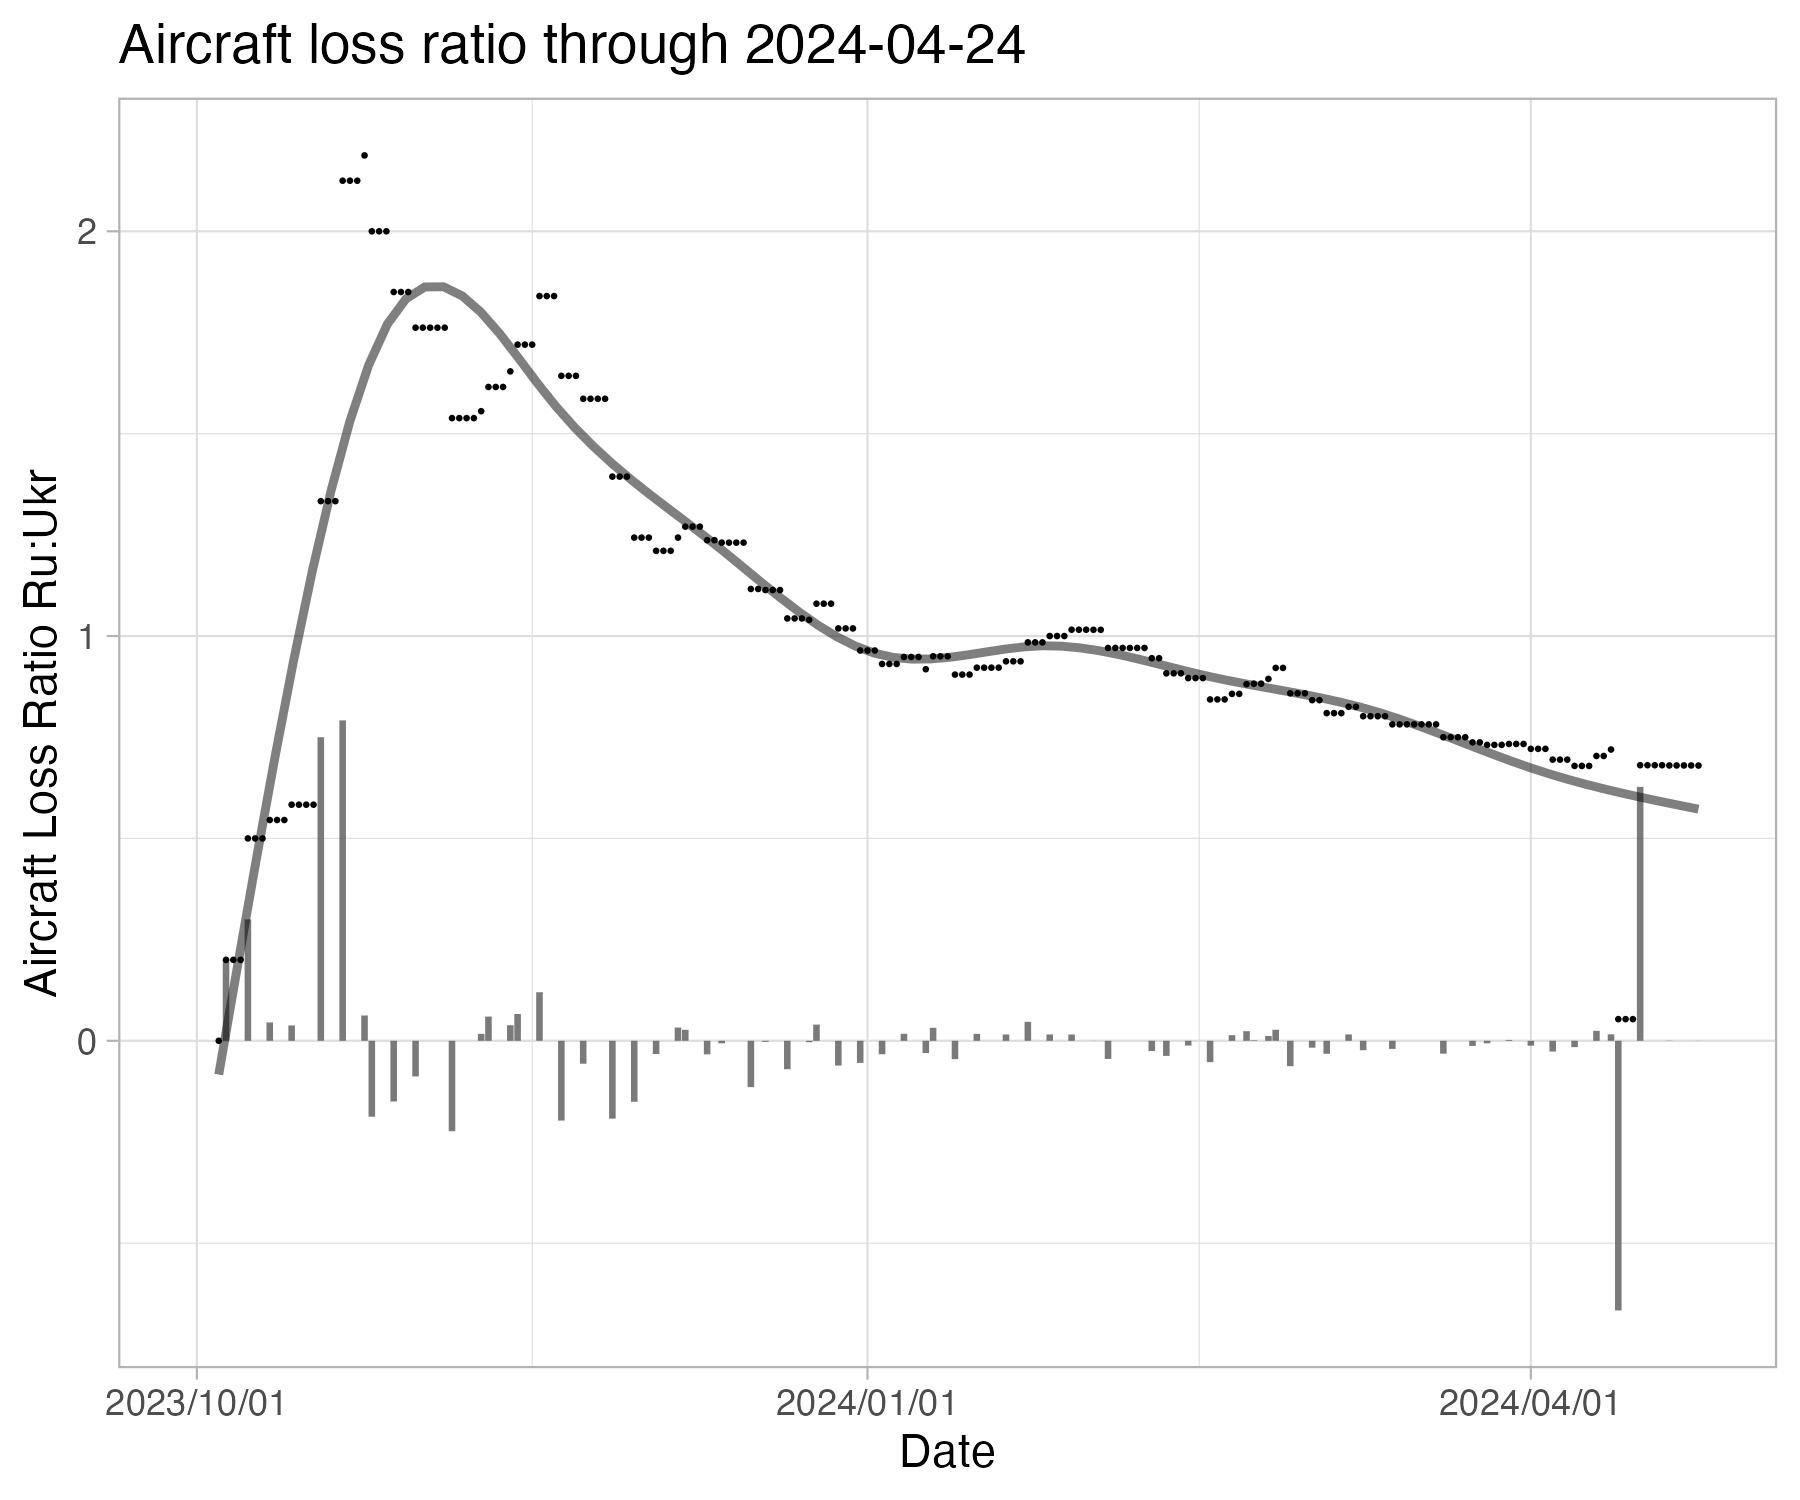 Aircraft loss ratio through 2024-04-24
Aircraft Loss Ratio Ru:Ukr
2
1
0
2023/10/01
2024/01/01
2024/04/01
Date